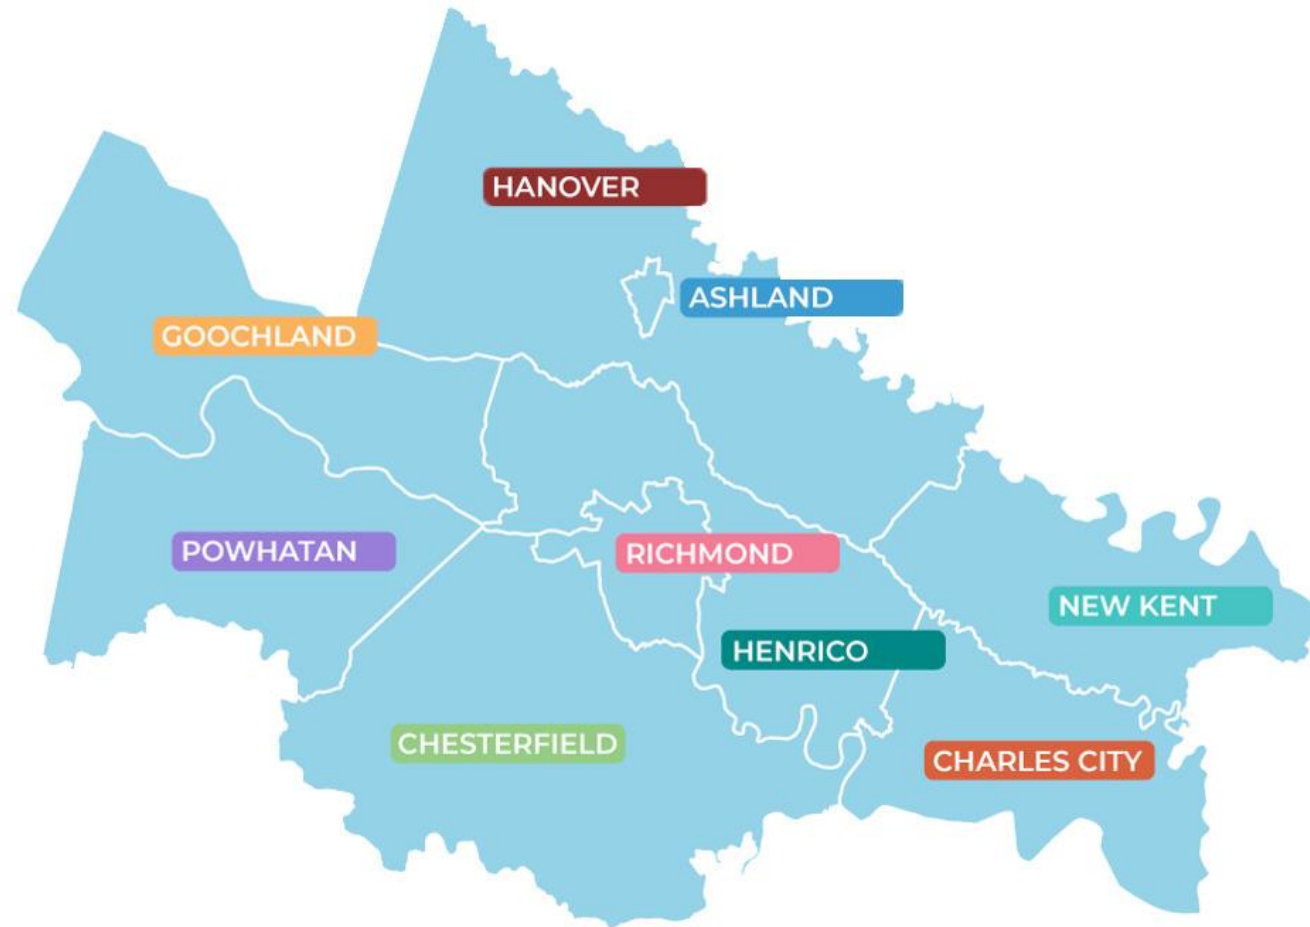 HANOVER
ASHLAND
GOOCHLAND
POWHATAN
RICHMOND
NEW KENT
HENRICO
CHESTERFIELD
CHARLES CITY